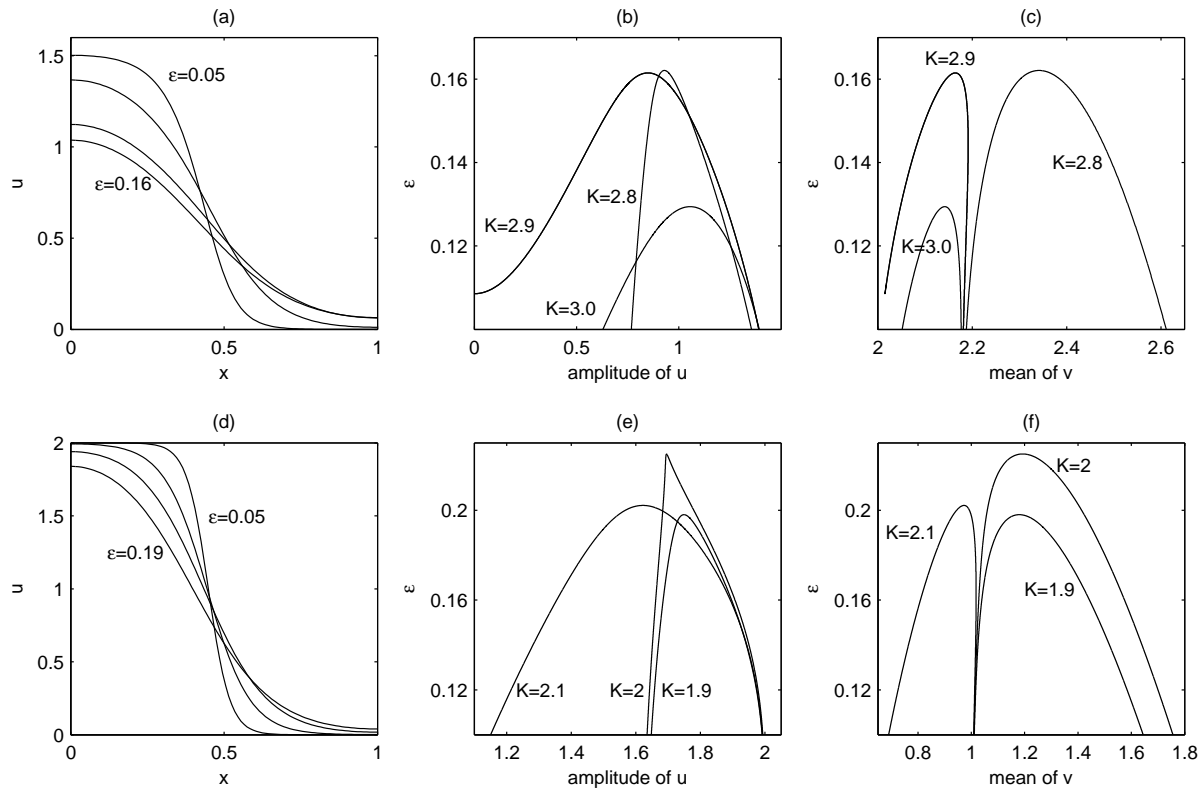 (a)
1.5
1
0.5
0
u
ε=0.05
ε=0.16
0
0.5
1
x
(b)
0.16
0.14
0.12
ε
K=2.9
K=2.8
K=3.0
0
0.5
1
amplitude of u
(c)
0.16
0.14
0.12
ε
K=2.9
K=2.8
K=3.0
2
2.2
2.4
2.6
mean of v
(d)
2
1.5
1
0.5
0
u
ε=0.05
ε=0.19
0
0.5
1
x
(e)
0.2
0.16
0.12
ε
K=2.1
K=2
K=1.9
1.2
1.4
1.6
1.8
2
amplitude of u
(f)
0.2
0.16
0.12
ε
K=2
K=2.1
K=1.9
0.8
1
1.2
1.4
1.6
1.8
mean of v